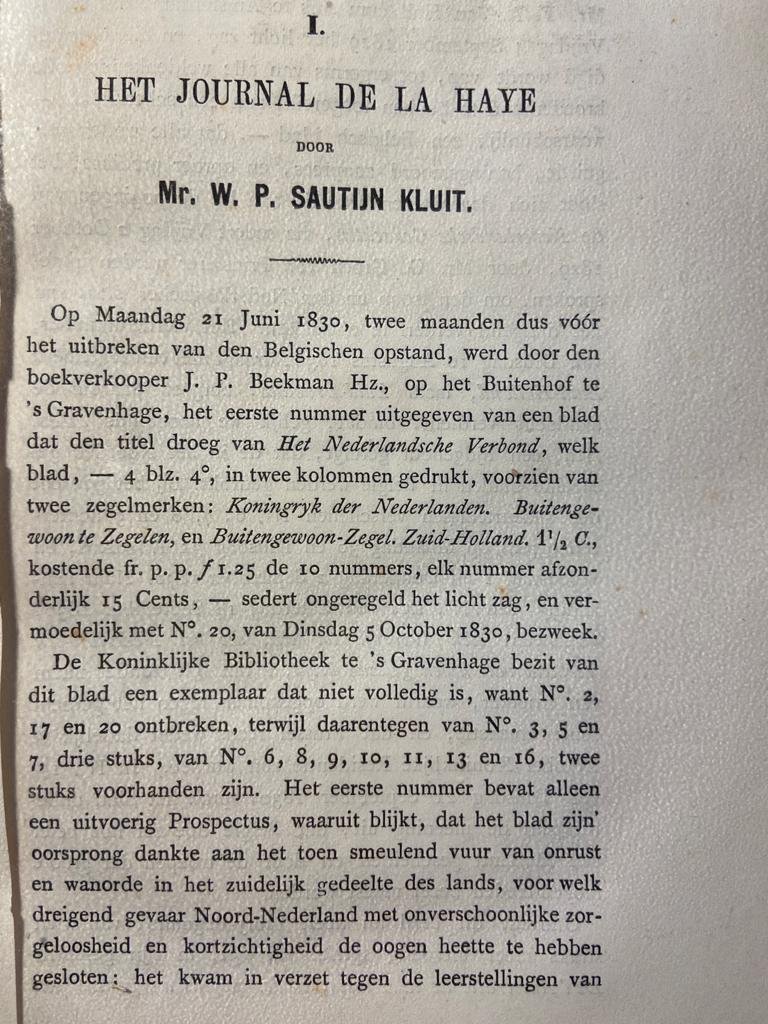 I.
HET JOURNAL DE LA HAYE
DOOR
Mr. W. P. SAUTIJN KLUIT.
Op Maandag 21 Juni 1830, twee maanden dus vóór
het uitbreken van den Belgischen opstand, werd door den
boekverkooper J. P. Beekman Hz., op het Buitenhof te
's Gravenhage, het eerste nummer uitgegeven van een blad
dat den titel droeg van Het Nederlandsche Verbond, welk
blad, — 4 blz. 4°, in twee kolommen gedrukt, voorzien van
twee zegelmerken: Koningryk der Nederlanden. Buitenge-
woon te Zegelen, en Buitengewoon-Zegel. Zuid-Holland. 1½ C.,
kostende fr. p. p. ƒ 1.25 de 10 nummers, elk nummer afzon-
derlijk 15 Cents, — sedert ongeregeld het licht zag, en ver-
moedelijk met N°. 20, van Dinsdag 5 October 1830, bezweek.
De Koninklijke Bibliotheek te 's Gravenhage bezit van
dit blad een exemplaar dat niet volledig is, want N°. 2,
17 en 20 ontbreken, terwijl daarentegen van N°. 3, 5 en
7, drie stuks, van N°. 6, 8, 9, 10, 11, 13 en 16, twee
stuks voorhanden zijn. Het eerste nummer bevat alleen
een uitvoerig Prospectus, waaruit blijkt, dat het blad zijn'
oorsprong dankte aan het toen smeulend vuur van onrust
en wanorde in het zuidelijk gedeelte des lands, voor welk
dreigend gevaar Noord-Nederland met onverschoonlijke zor-
geloosheid en kortzichtigheid de oogen heette te hebben
gesloten: het kwam in verzet tegen de leerstellingen van